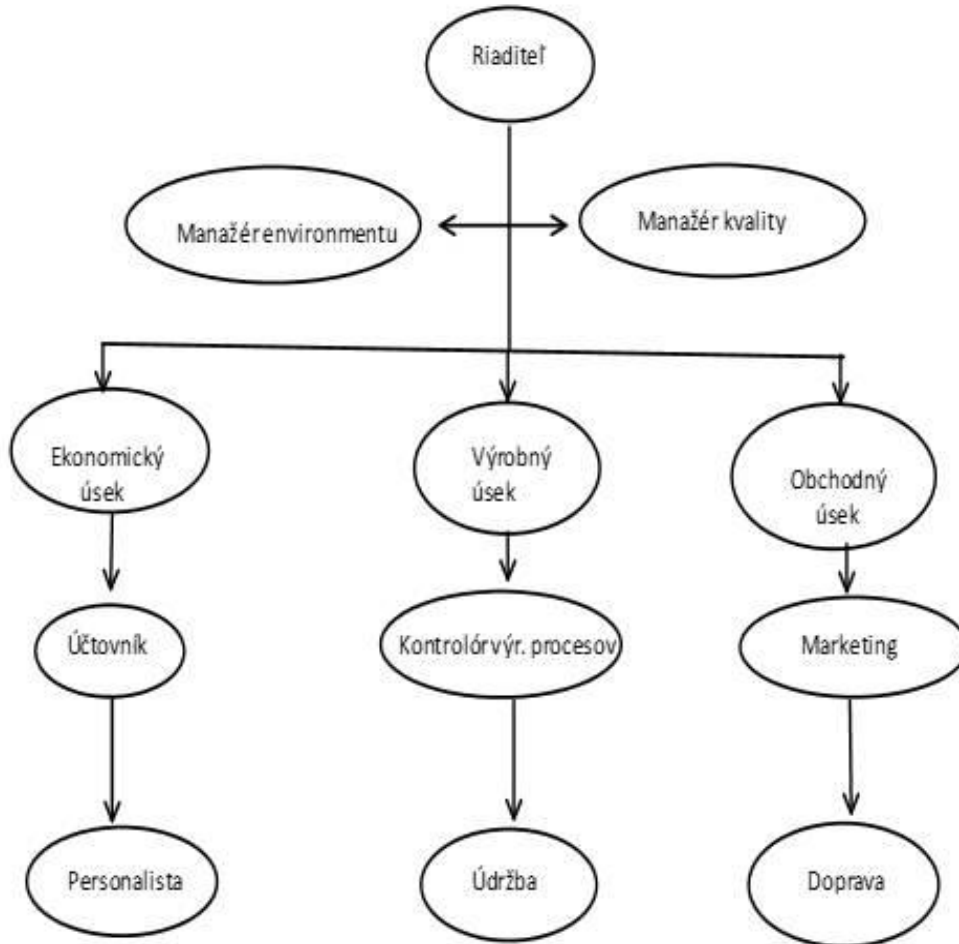 Riaditeľ
Manažér environmentu
Manažér kvality
Ekonomický
úsek
Výrobný
úsek
Obchodný
úsek
Účtovník
Kontrolór výr. procesov
Marketing
Personalista
Údržba
Doprava